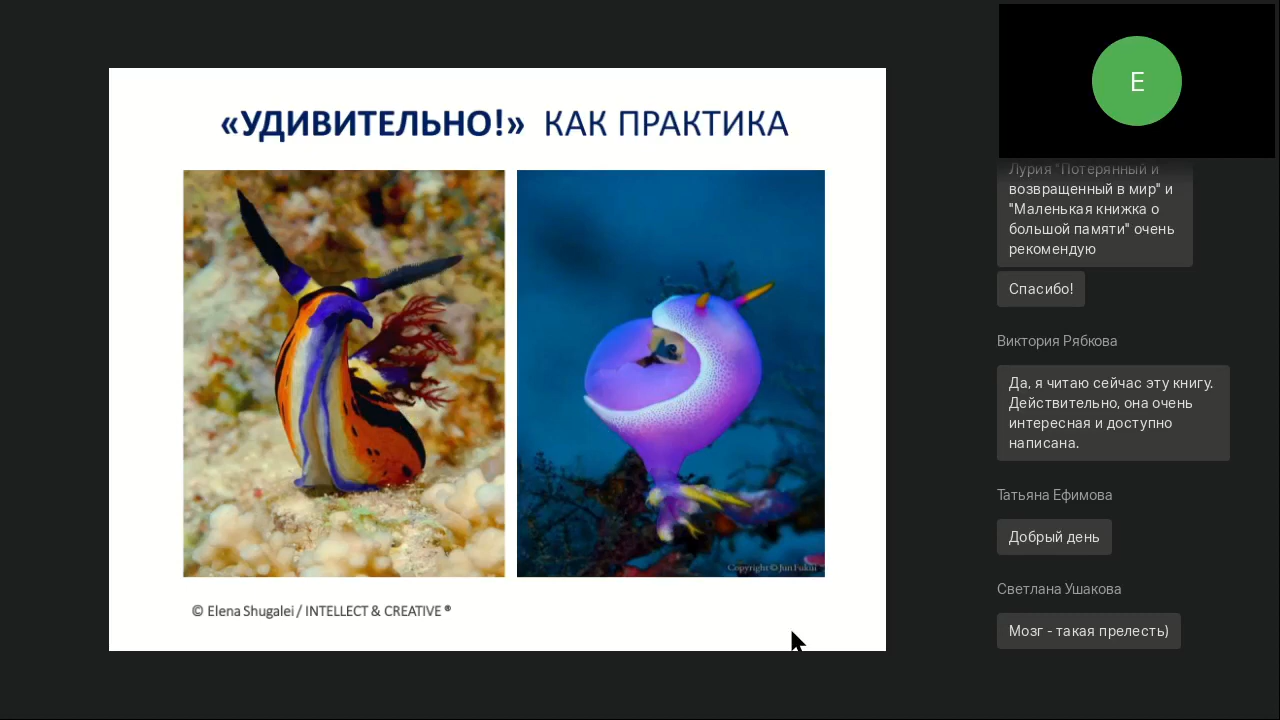 «УДИВИТЕЛЬНО!» КАК ПРАКТИКА
Copyright © Jun Fukui
© Elena Shugalei / INTELLECT & CREATIVE ®
E
Лурия "Потерянный и
возвращенный в мир" и
"Маленькая книжка о
большой памяти" очень
рекомендую
Спасибо!
Виктория Рябкова
Да, я читаю сейчас эту книгу.
Действительно, она очень
интересная и доступно
написана.
Татьяна Ефимова
Добрый день
Светлана Ушакова
Мозг - такая прелесть)